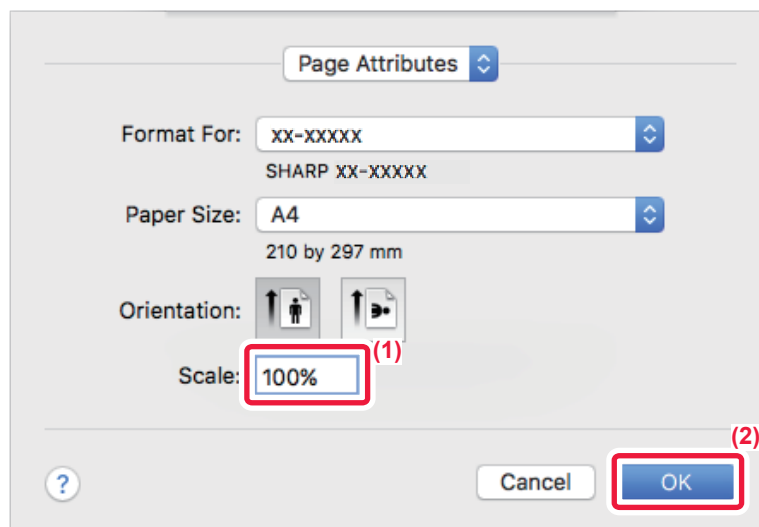 Page Attributes
Format For: XX-XXXXX
SHARP XX-XXXXX
Paper Size: A4
210 by 297 mm
Orientation:
(1)
Scale: 100%
(2)
? Cancel OK